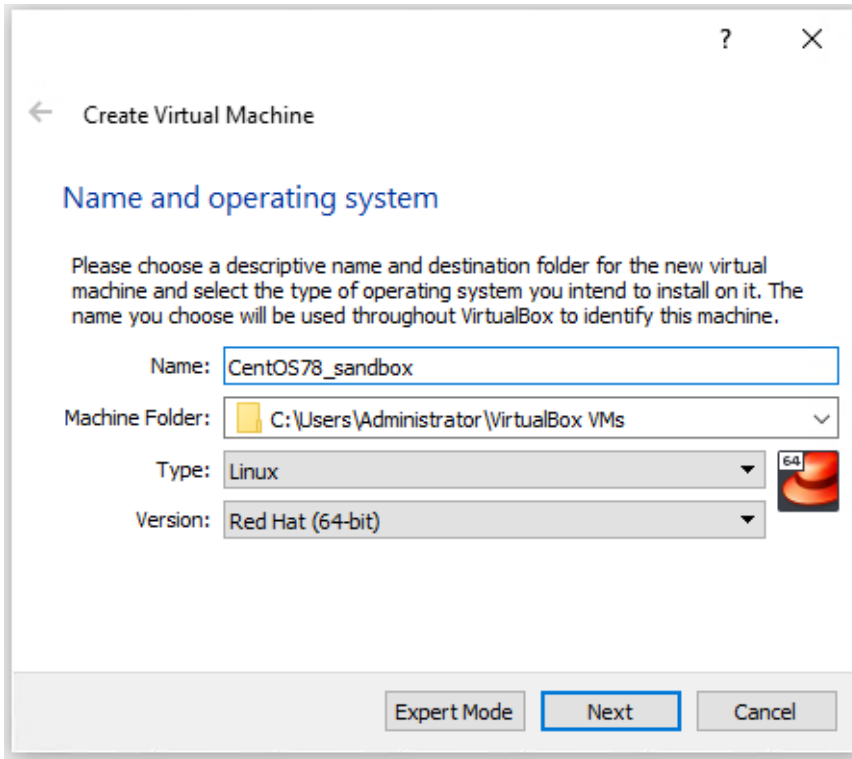 ?
Create Virtual Machine
Name and operating system
Please choose a descriptive name and destination folder for the new virtual
machine and select the type of operating system you intend to install on it. The
name you choose will be used throughout VirtualBox to identify this machine.
Name: CentOS78_sandbox
Machine Folder: C:\Users\Administrator\VirtualBox VMs
Type: Linux 64
Version: Red Hat (64-bit)
Expert Mode Next Cancel